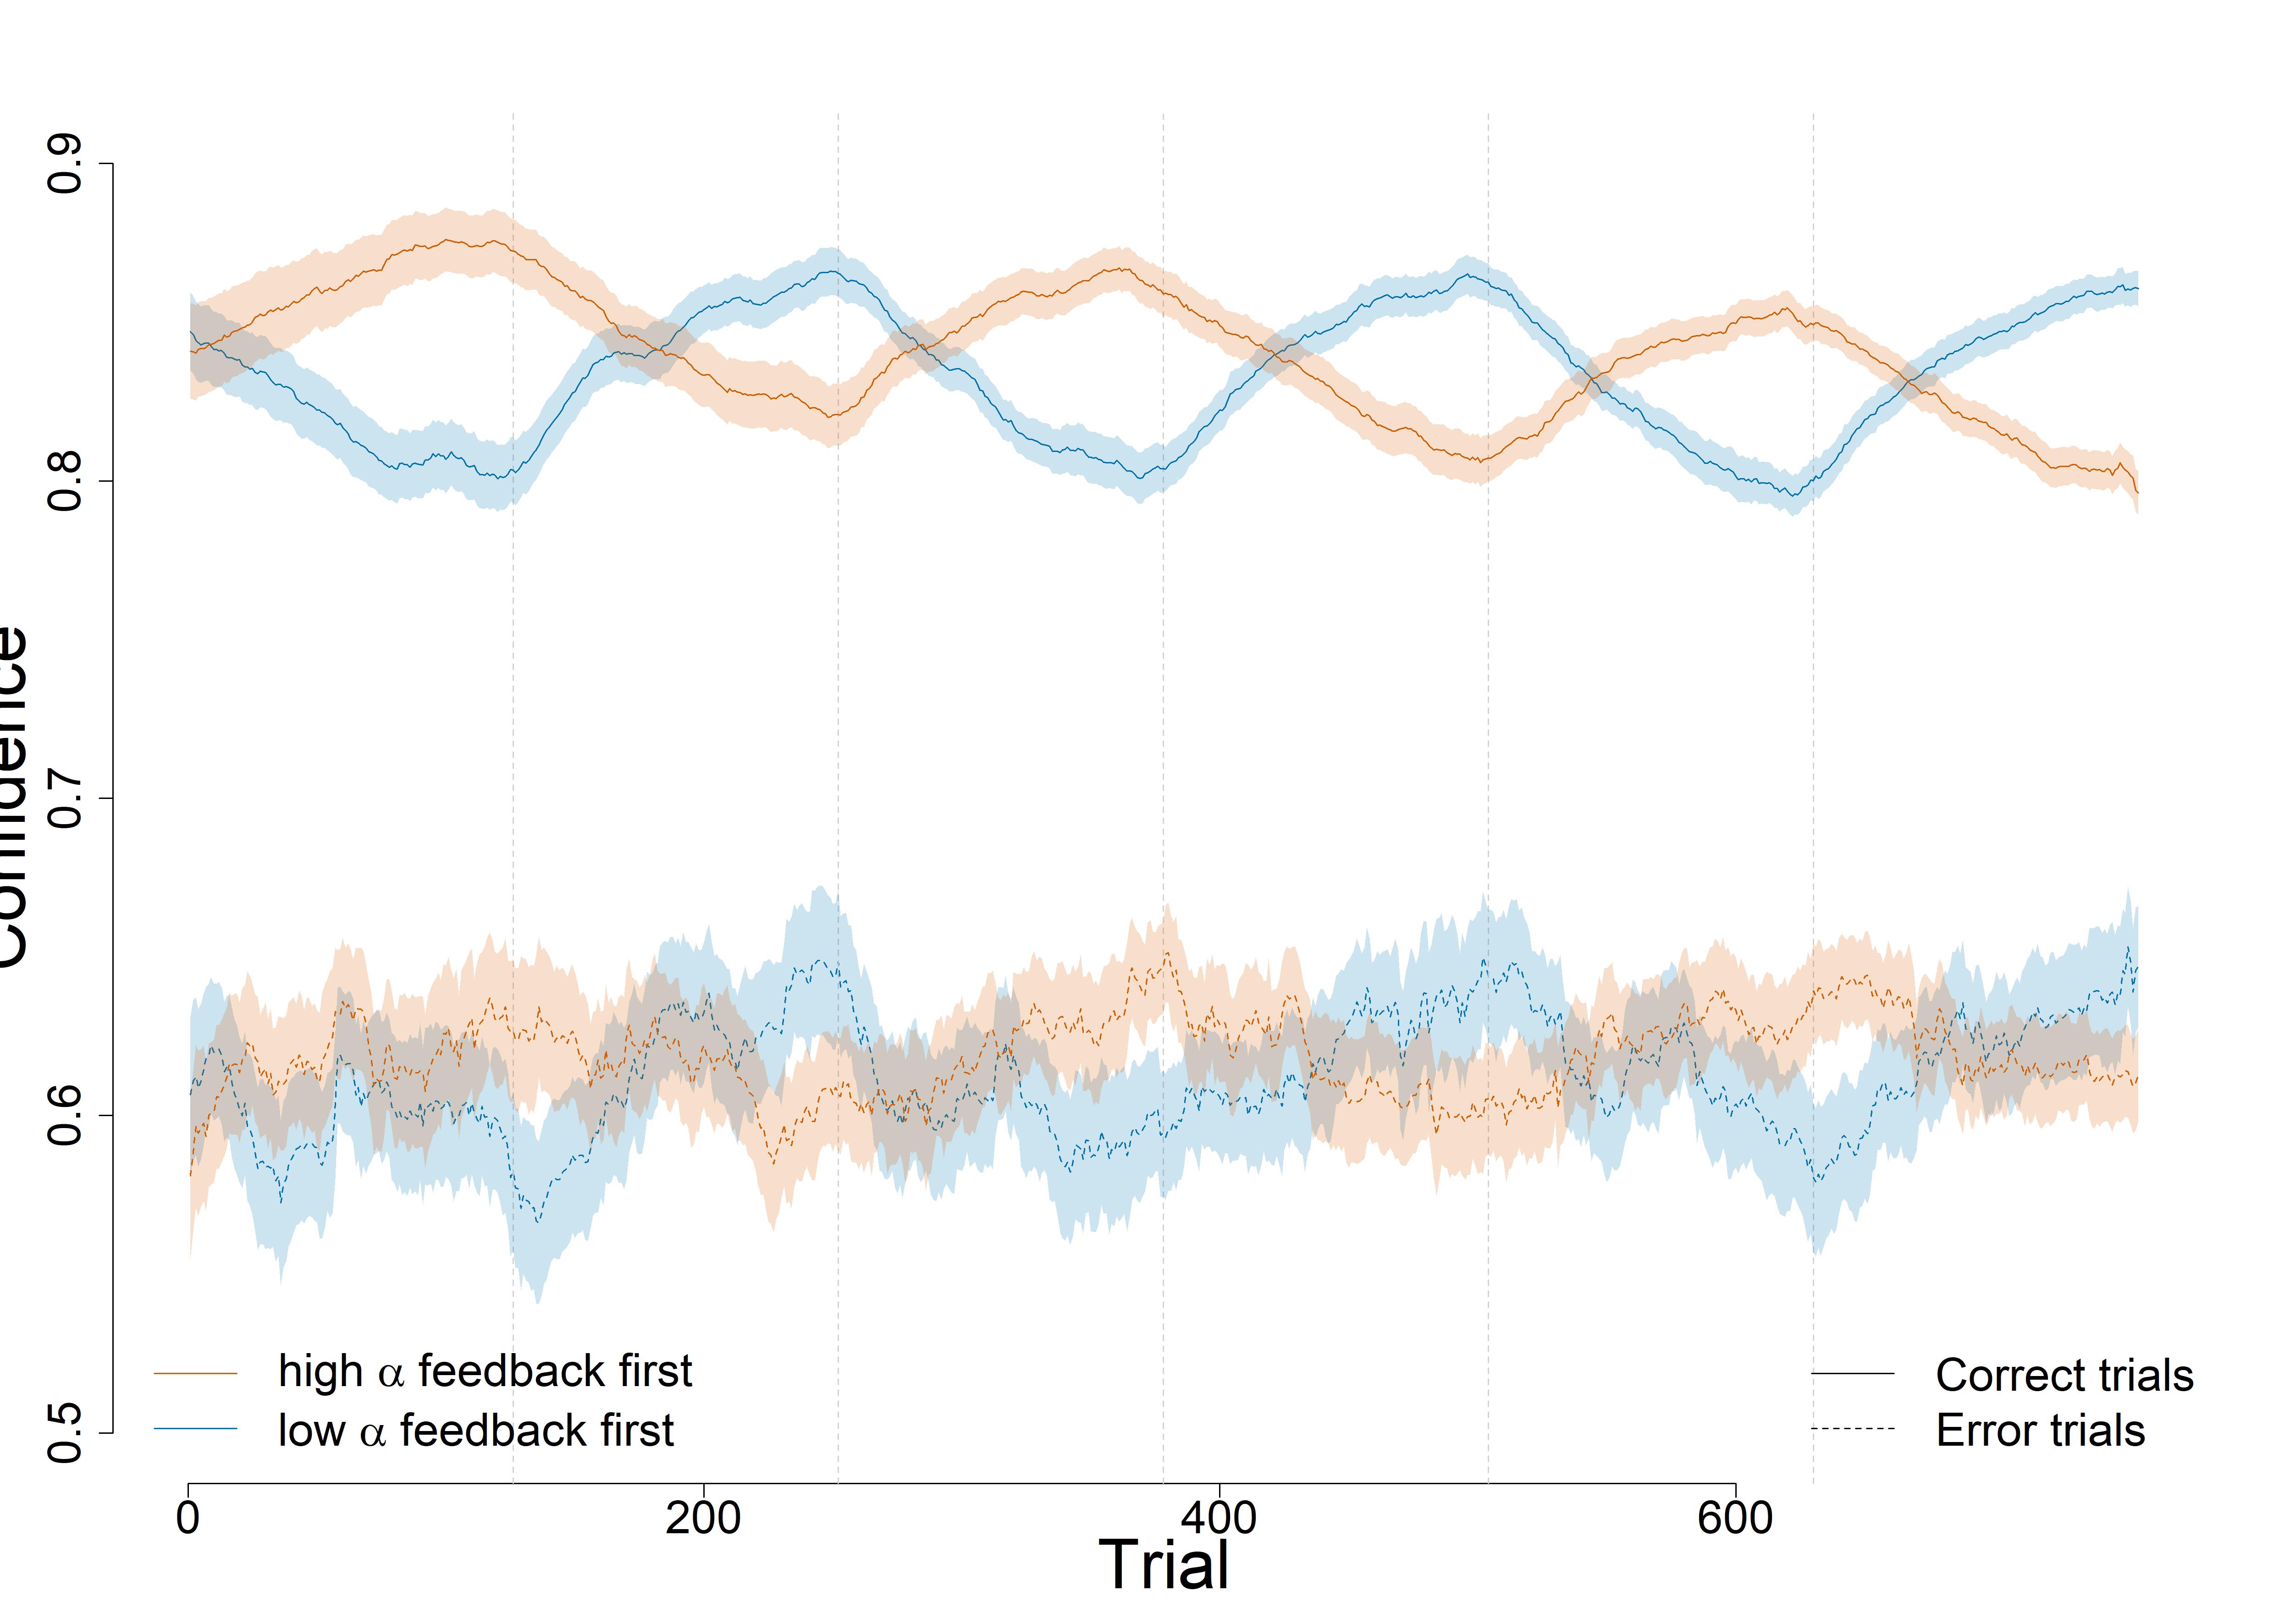 0.9
0.8
0.7
0.6
0.5
Confidence
high α feedback first
low α feedback first
Correct trials
Error trials
0 200 400 600
Trial